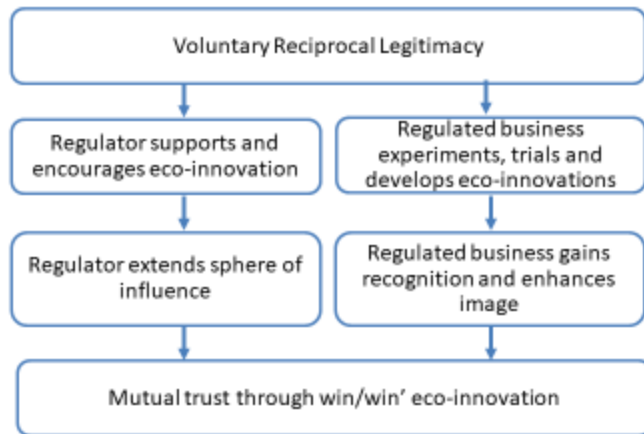 Voluntary Reciprocal Legitimacy
Regulator supports and
encourages eco-innovation
Regulated business
experiments, trials and
develops eco-innovations
Regulator extends sphere of
influence
Regulated business gains
recognition and enhances
image
Mutual trust through win/win’ eco-innovation